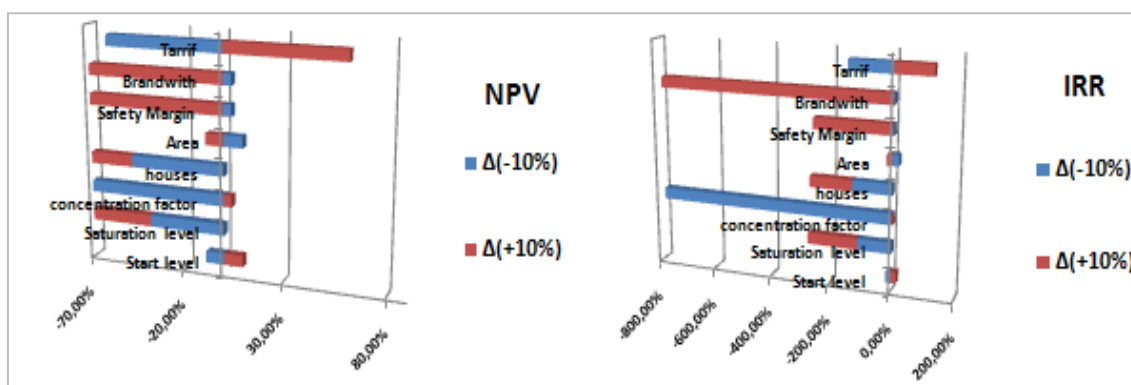 Tarrif
Brandwith
Safety Margin
Area
houses
concentration factor
Saturation level
Start level
-70,00%
-20,00%
30,00%
80,00%
NPV
Δ(-10%)
Δ(+10%)
Tarrif
Brandwith
Safety Margin
Area
houses
concentration factor
Saturation level
Start level
-800,00%
-600,00%
-400,00%
-200,00%
0,00%
200,00%
IRR
Δ(-10%)
Δ(+10%)